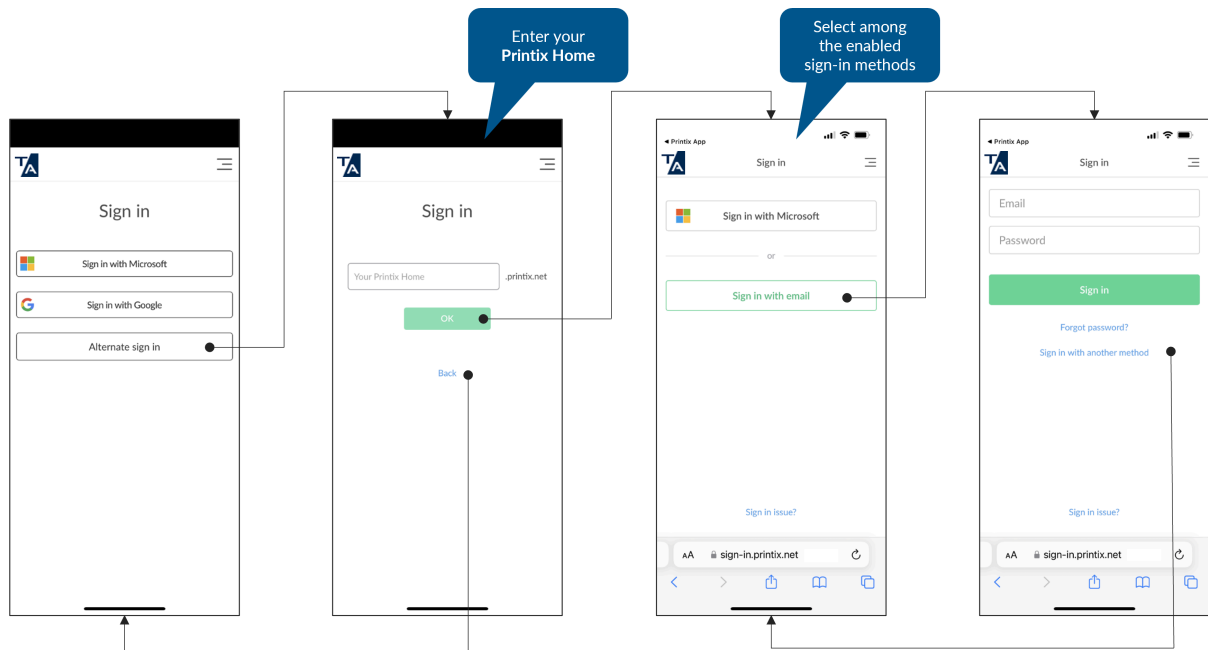 Enter your
Printix Home
Select among
the enabled
sign-in methods
TA
Sign in
Sign in with Microsoft
Sign in with Google
Alternate sign in
TA
Sign in
Your Printix Home
.printix.net
OK
Back
◂ Printix App
TA
Sign in
Sign in with Microsoft
or
Sign in with email
Sign in issue?
AA
sign-in.printix.net
◂ Printix App
TA
Sign in
Email
Password
Sign in
Forgot password?
Sign in with another method
Sign in issue?
AA
sign-in.printix.net